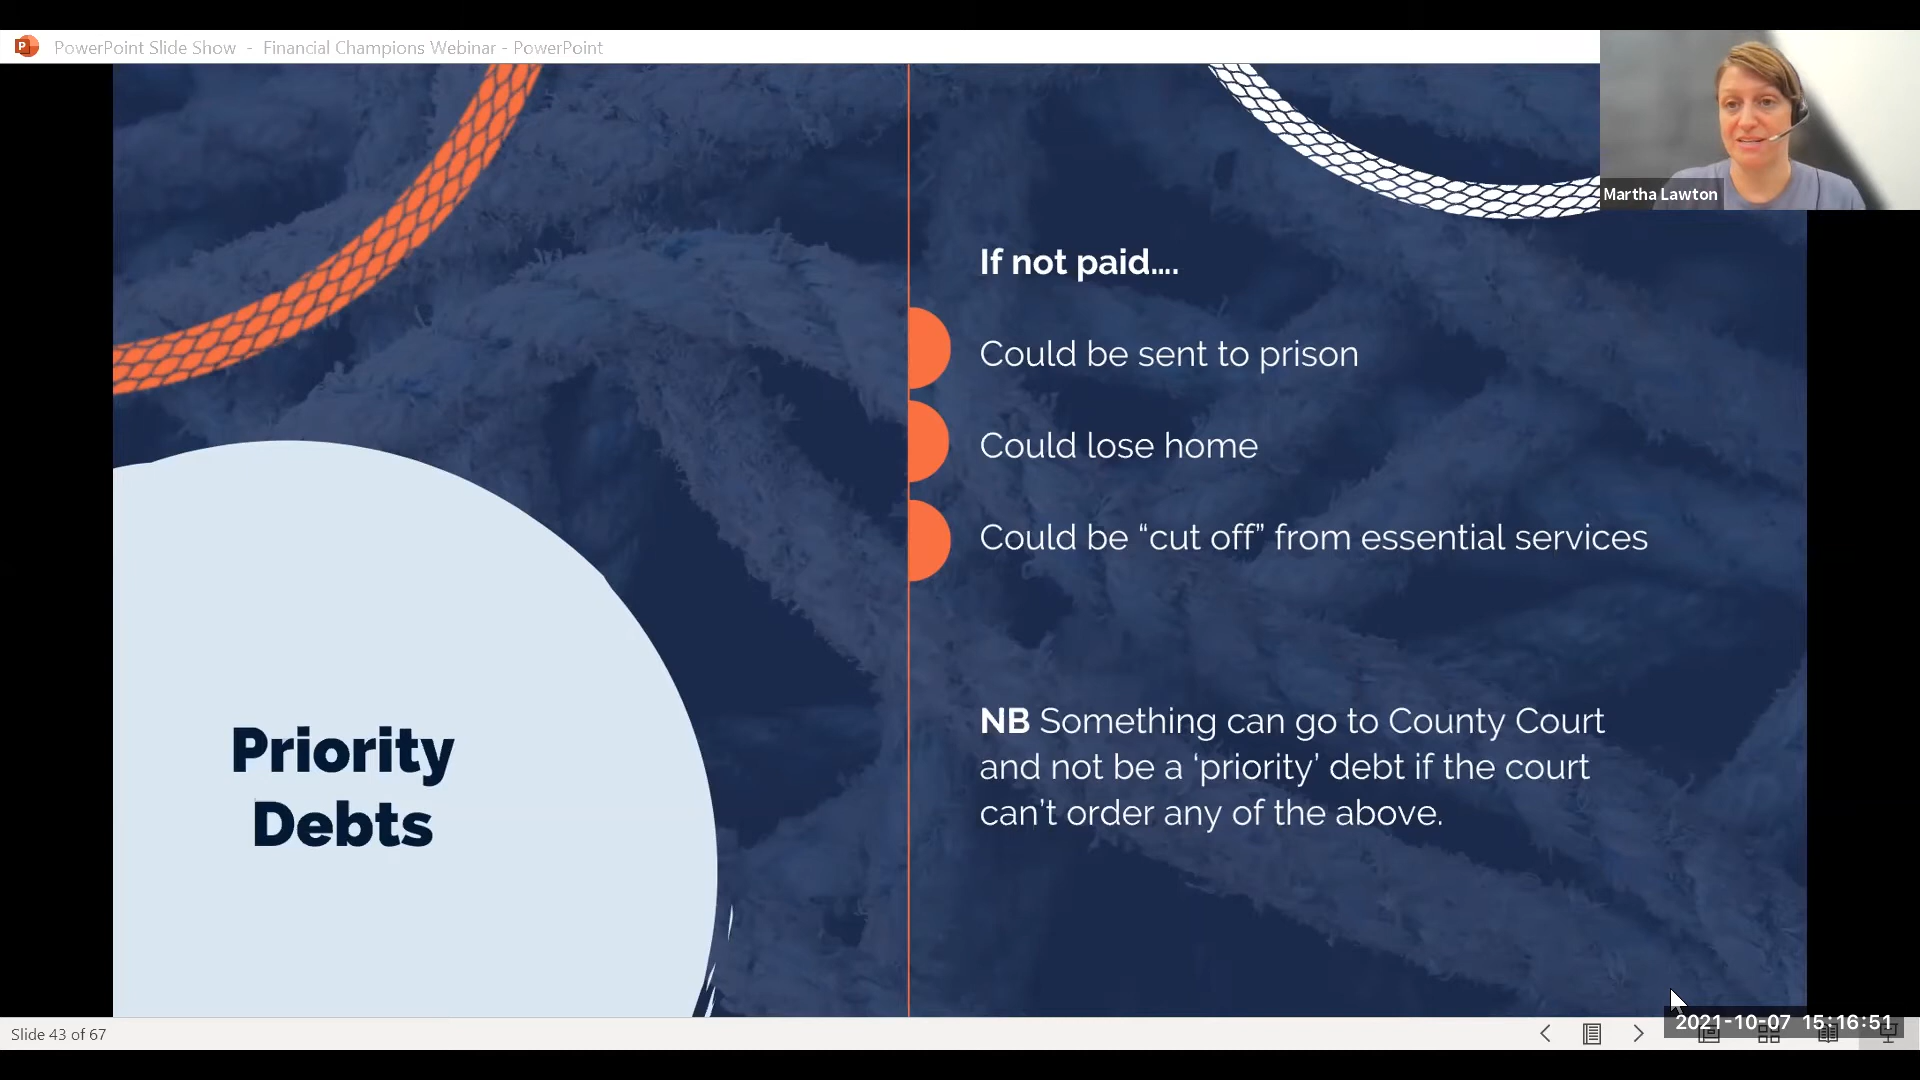 PowerPoint Slide Show - Financial Champions Webinar - PowerPoint
Martha Lawton
If not paid....
Could be sent to prison
Could lose home
Could be “cut off” from essential services
Priority
Debts
NB Something can go to County Court
and not be a ‘priority’ debt if the court
can’t order any of the above.
Slide 43 of 67
2021-10-07 15:16:51